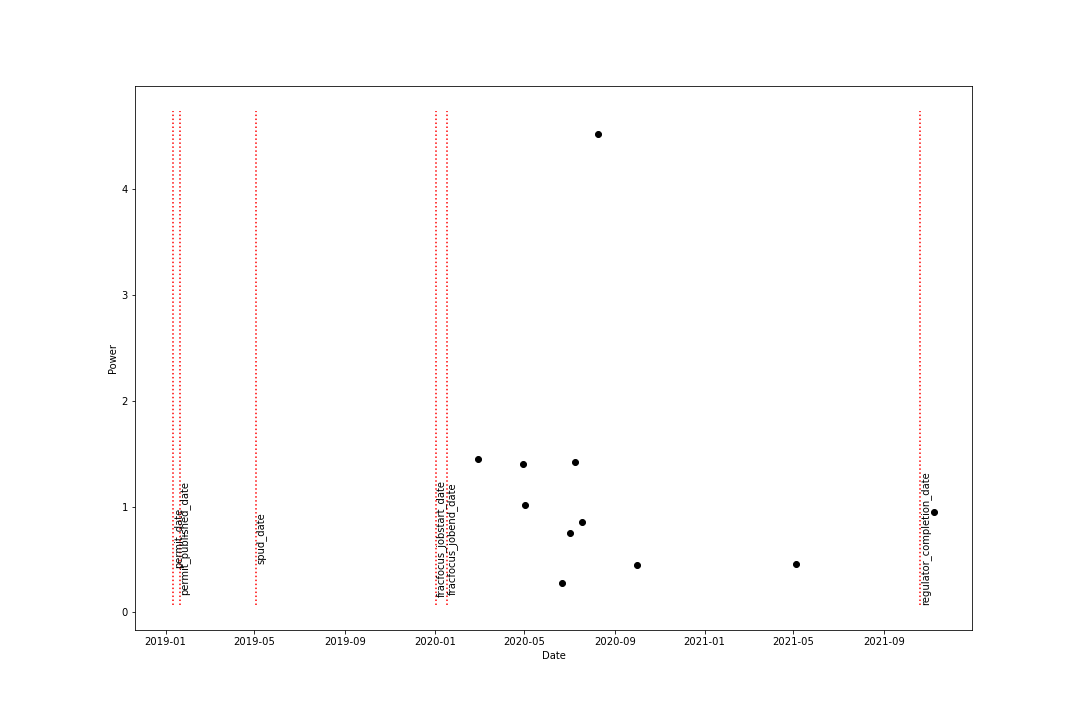 4
3
2
1
0
Power
permit_date
permit_published_date
spud_date
fracfocus_jobstart_date
fracfocus_jobend_date
regulator_completion_date
2019-01 2019-05 2019-09 2020-01 2020-05 2020-09 2021-01 2021-05 2021-09
Date